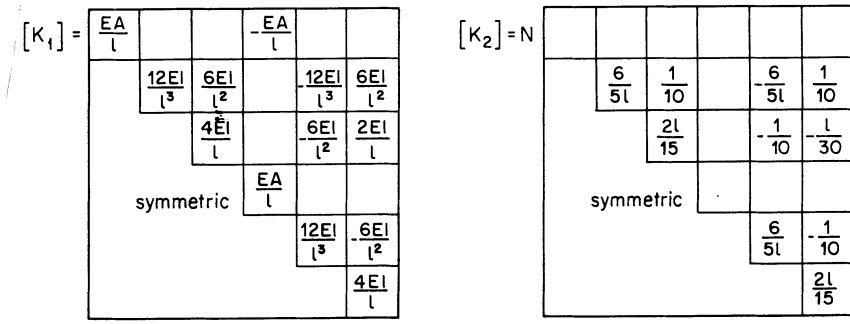 [K₁] = EA/l -EA/l [K₂] = N
12EI/l³ 6EI/l² -12EI/l³ 6EI/l² 6/5l 1/10 -6/5l 1/10
4EI/l -6EI/l² 2EI/l 2l/15 -1/10 -l/30
symmetric EA/l symmetric
12EI/l³ -6EI/l² 6/5l -1/10
4EI/l 2l/15